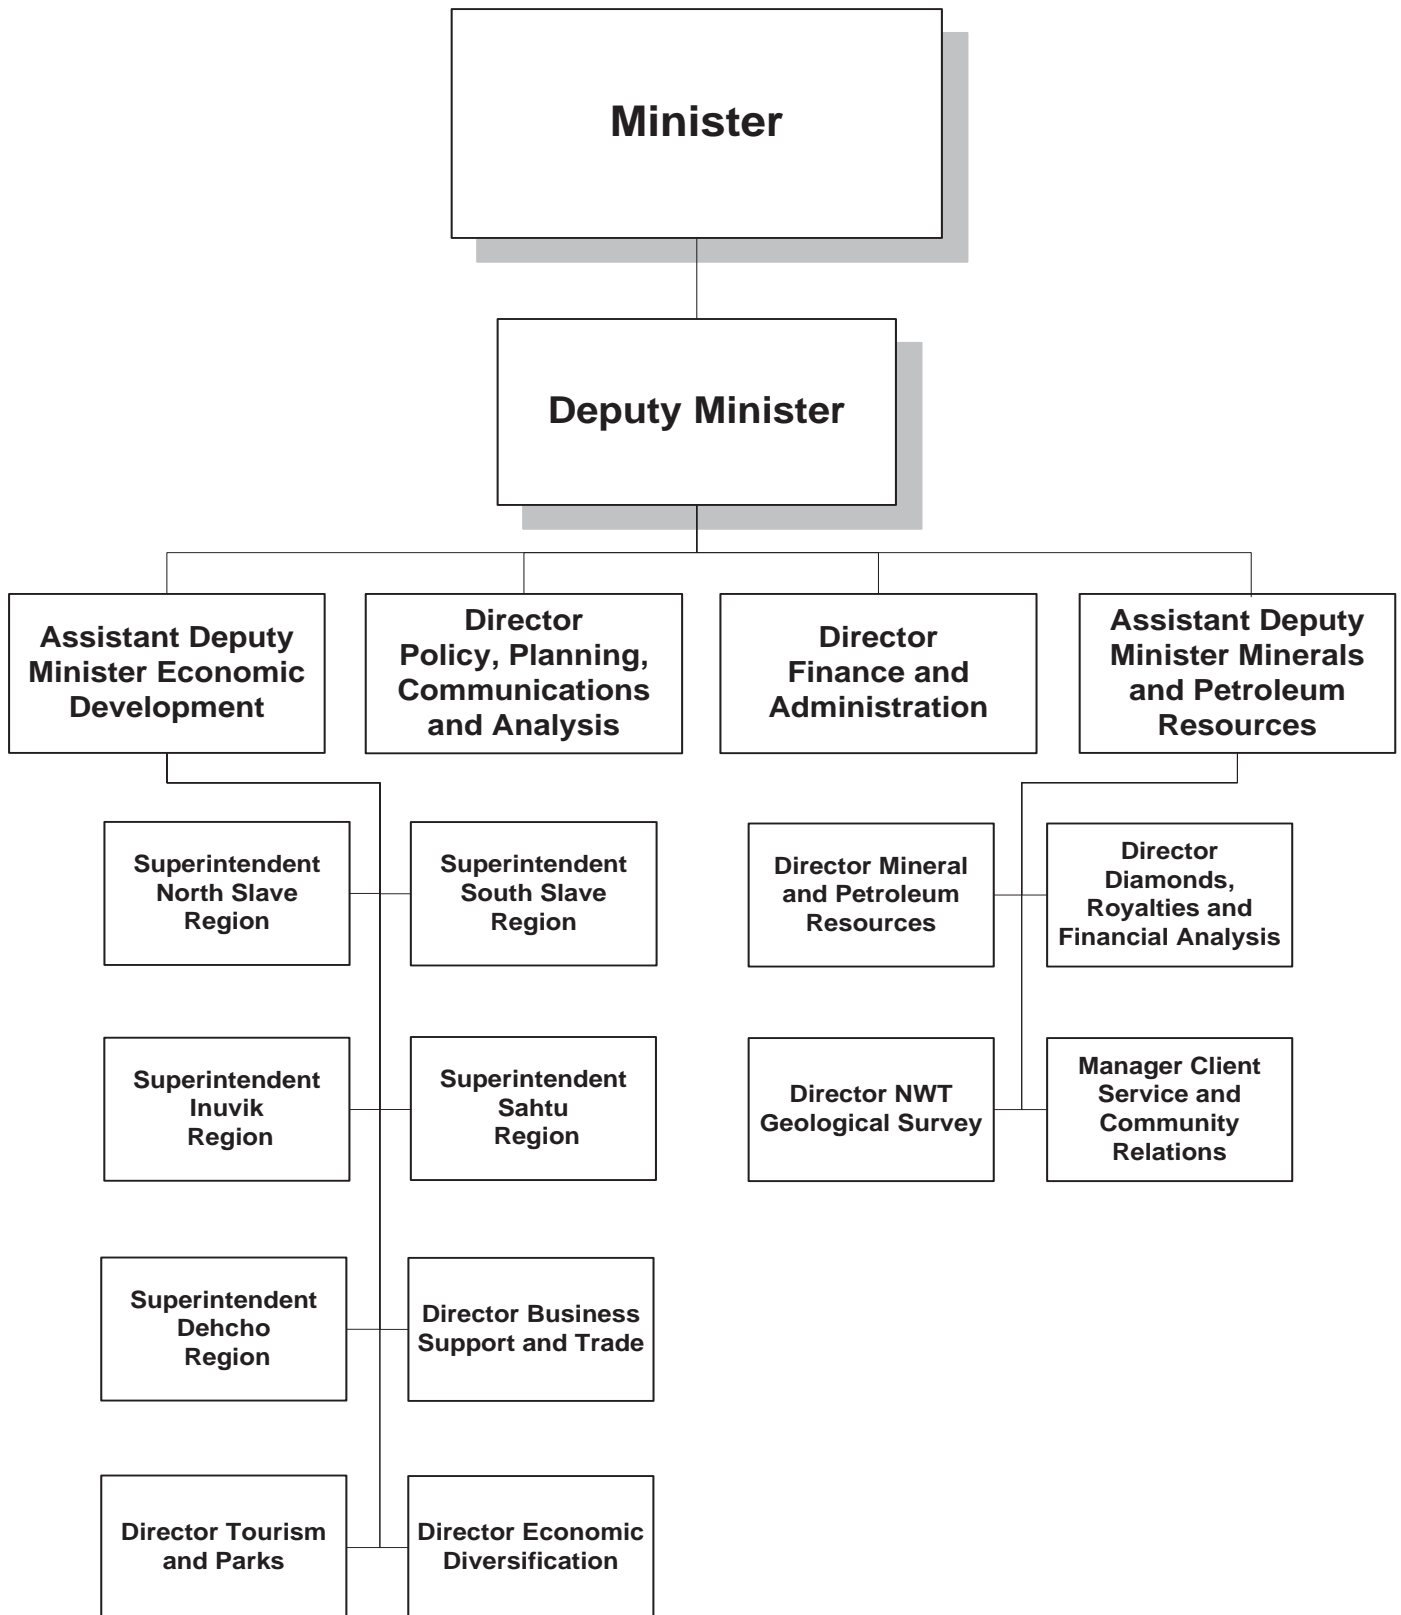 Minister
Deputy Minister
Assistant Deputy
Minister Economic
Development
Director
Policy, Planning,
Communications
and Analysis
Director
Finance and
Administration
Assistant Deputy
Minister Minerals
and Petroleum
Resources
Superintendent
North Slave
Region
Superintendent
South Slave
Region
Director Mineral
and Petroleum
Resources
Director
Diamonds,
Royalties and
Financial Analysis
Superintendent
Inuvik
Region
Superintendent
Sahtu
Region
Director NWT
Geological Survey
Manager Client
Service and
Community
Relations
Superintendent
Dehcho
Region
Director Business
Support and Trade
Director Tourism
and Parks
Director Economic
Diversification